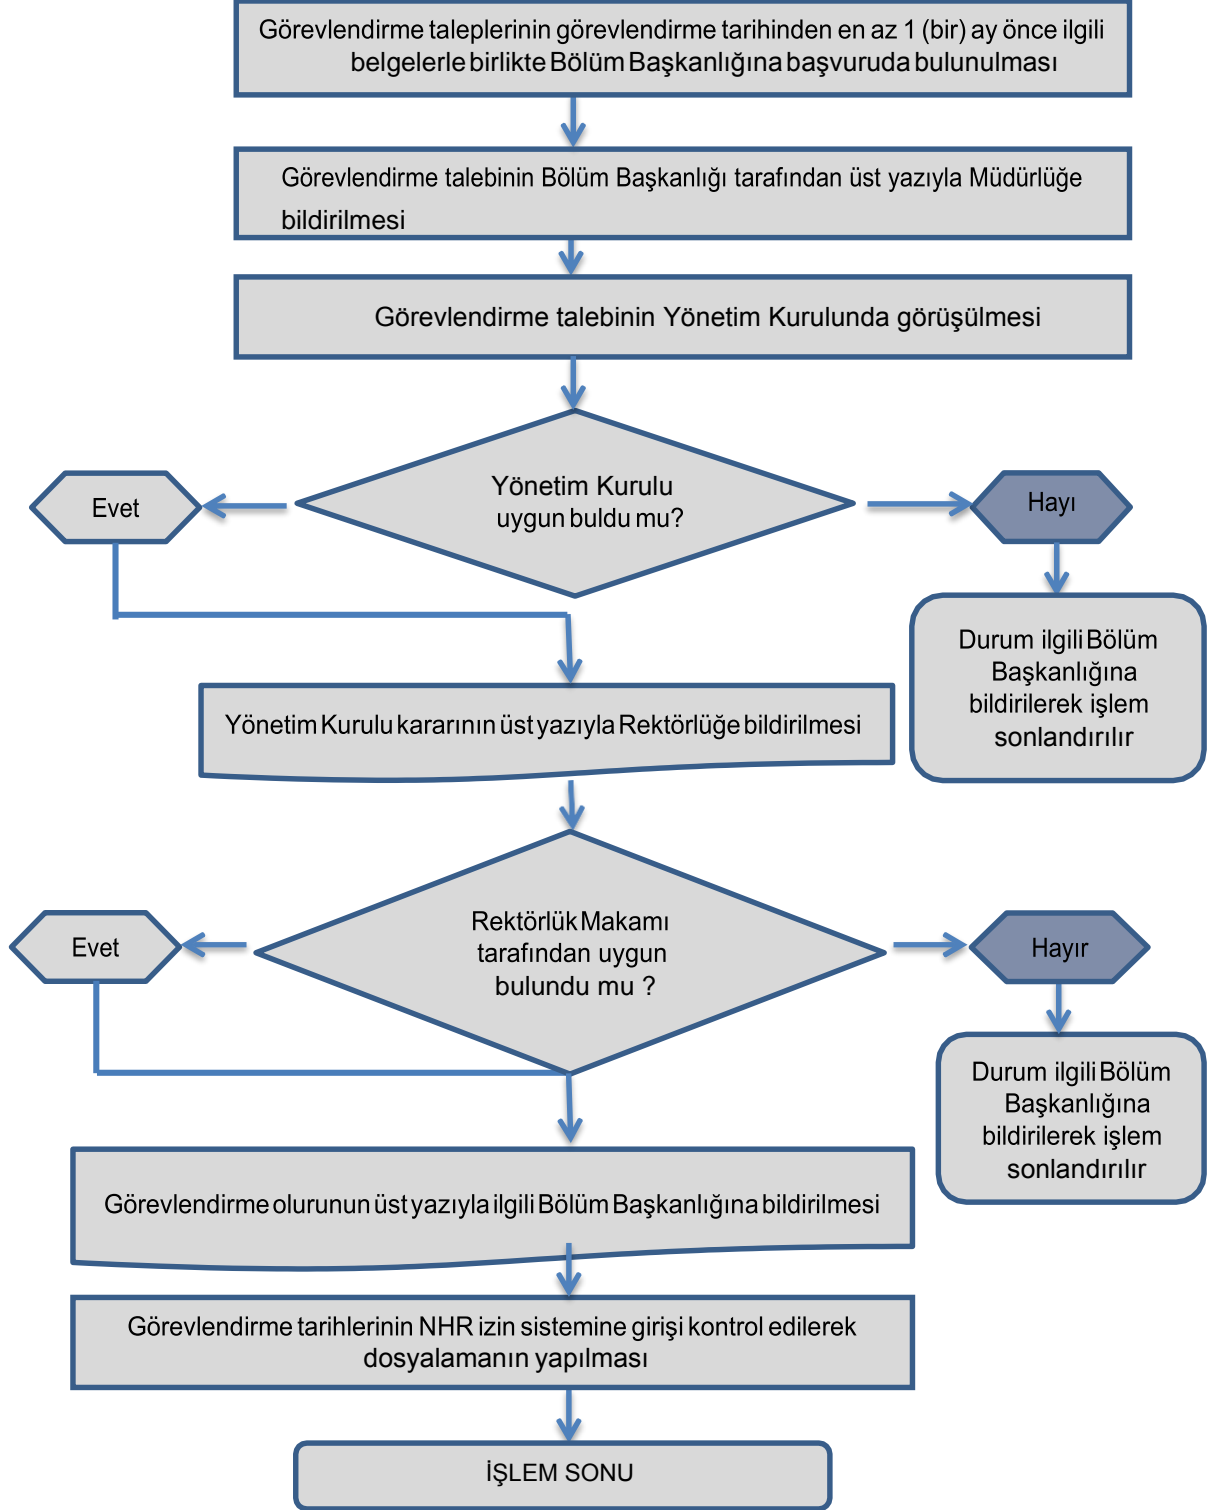 Görevlendirme taleplerinin görevlendirme tarihinden en az 1 (bir) ay önce ilgili
belgelerle birlikte Bölüm Başkanlığına başvuruda bulunulması
Görevlendirme talebinin Bölüm Başkanlığı tarafından üst yazıyla Müdürlüğe
bildirilmesi
Görevlendirme talebinin Yönetim Kurulunda görüşülmesi
Yönetim Kurulu
uygun buldu mu?
Evet
Hayı
Durum ilgili Bölüm
Başkanlığına
bildirilerek işlem
sonlandırılır
Yönetim Kurulu kararının üst yazıyla Rektörlüğe bildirilmesi
Rektörlük Makamı
tarafından uygun
bulundu mu ?
Evet
Hayır
Durum ilgili Bölüm
Başkanlığına
bildirilerek işlem
sonlandırılır
Görevlendirme olurunun üst yazıyla ilgili Bölüm Başkanlığına bildirilmesi
Görevlendirme tarihlerinin NHR izin sistemine girişi kontrol edilerek
dosyalamanın yapılması
İŞLEM SONU